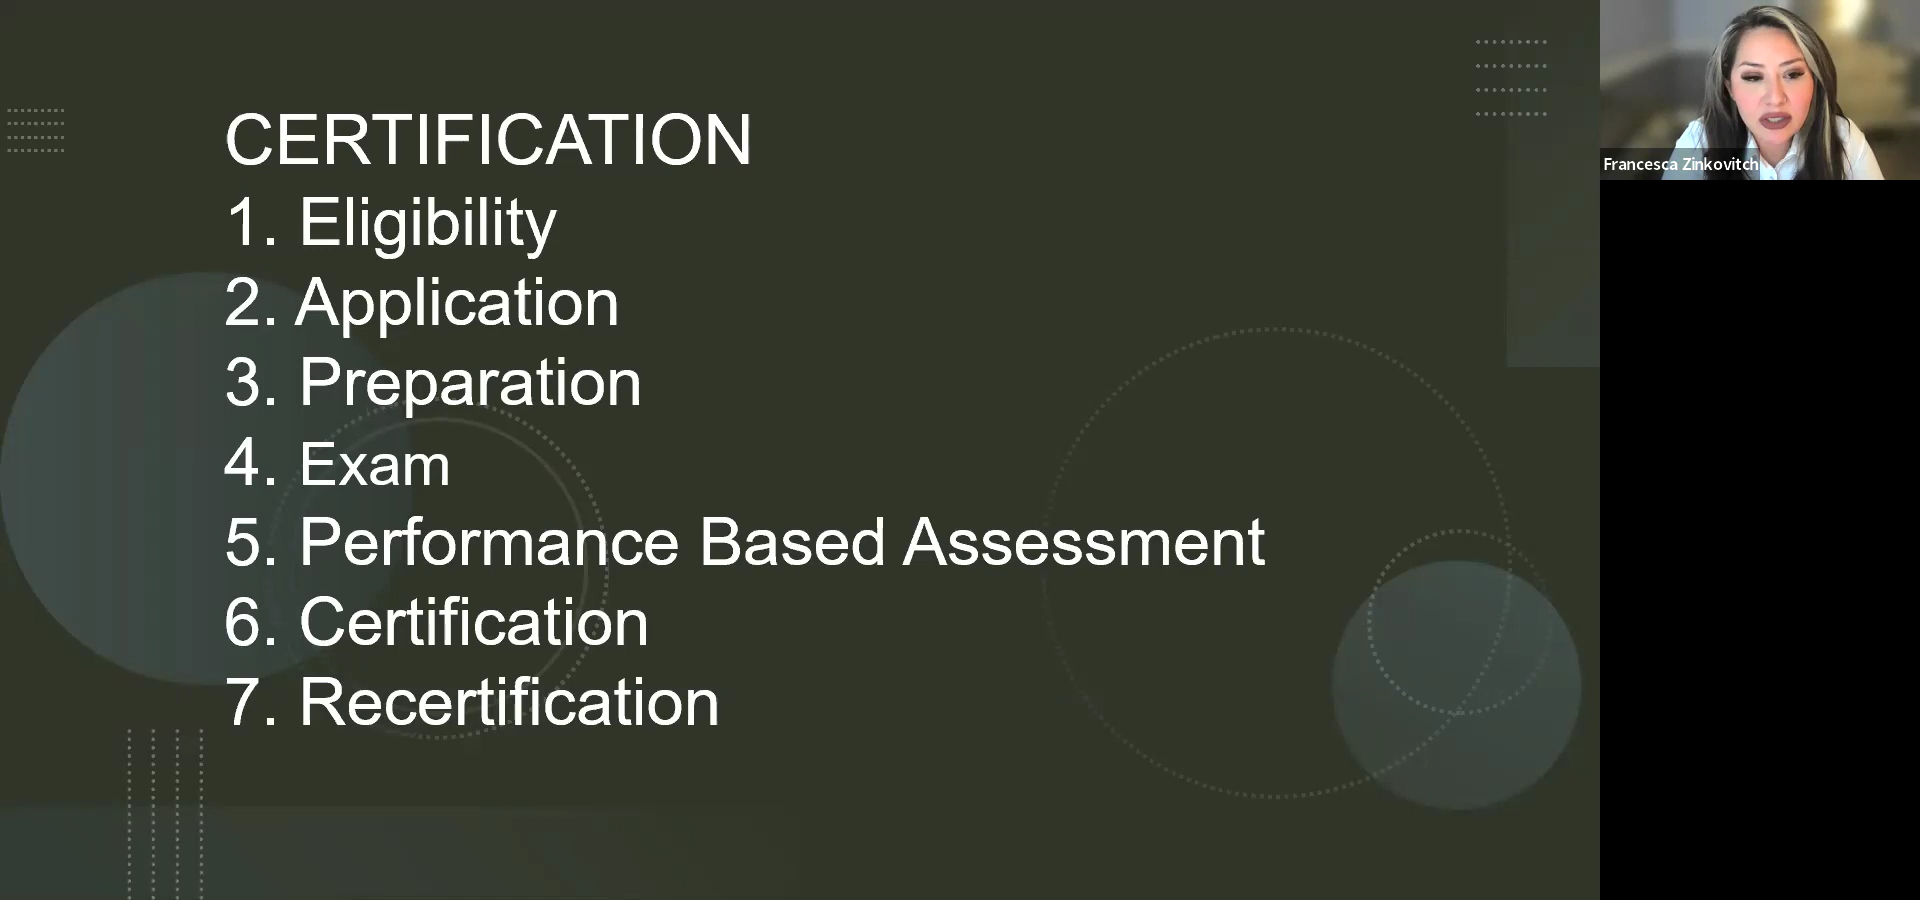 CERTIFICATION
1. Eligibility
2. Application
3. Preparation
4. Exam
5. Performance Based Assessment
6. Certification
7. Recertification
Francesca Zinkovitch